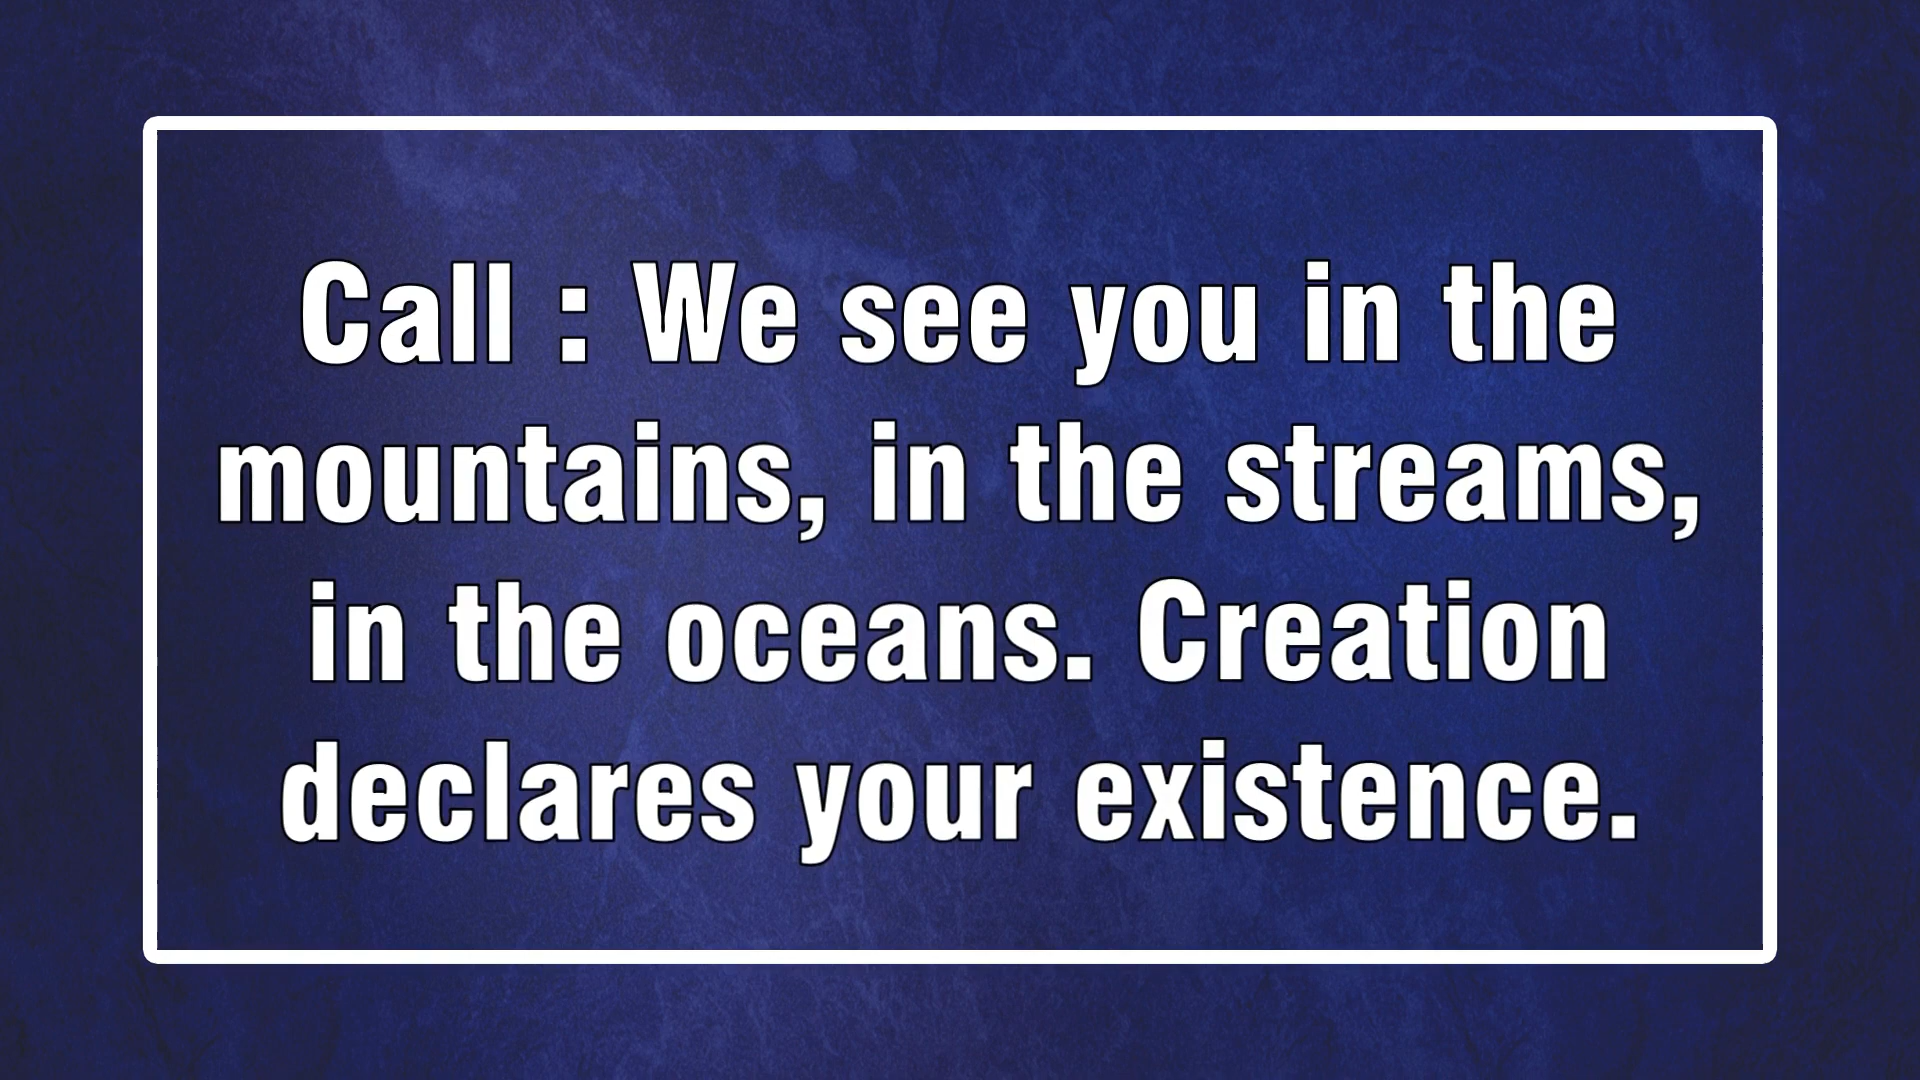 Call : We see you in the
mountains, in the streams,
in the oceans. Creation
declares your existence.